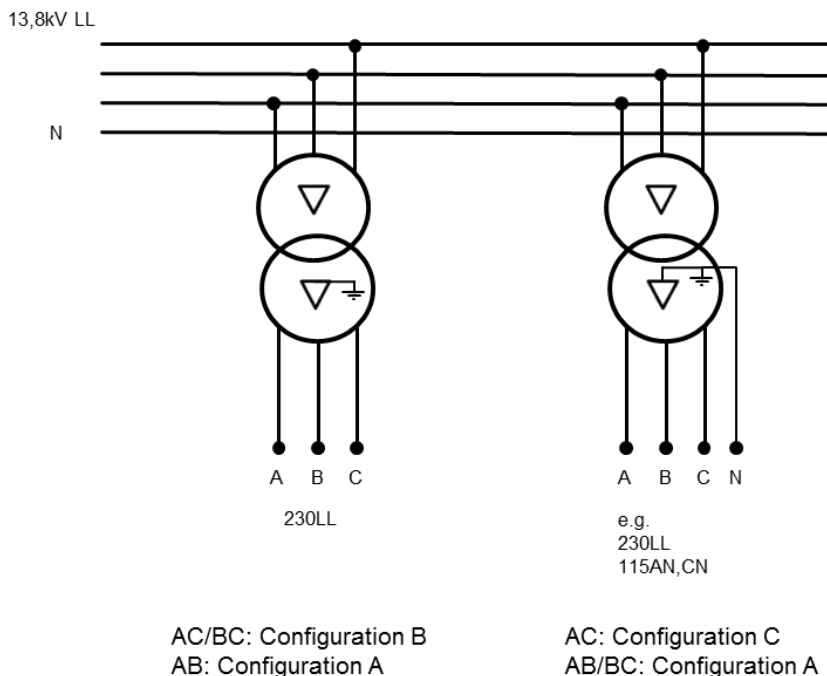 13,8kV LL
N
A B C
230LL
AC/BC: Configuration B
AB: Configuration A
A B C N
e.g.
230LL
115AN,CN
AC: Configuration C
AB/BC: Configuration A